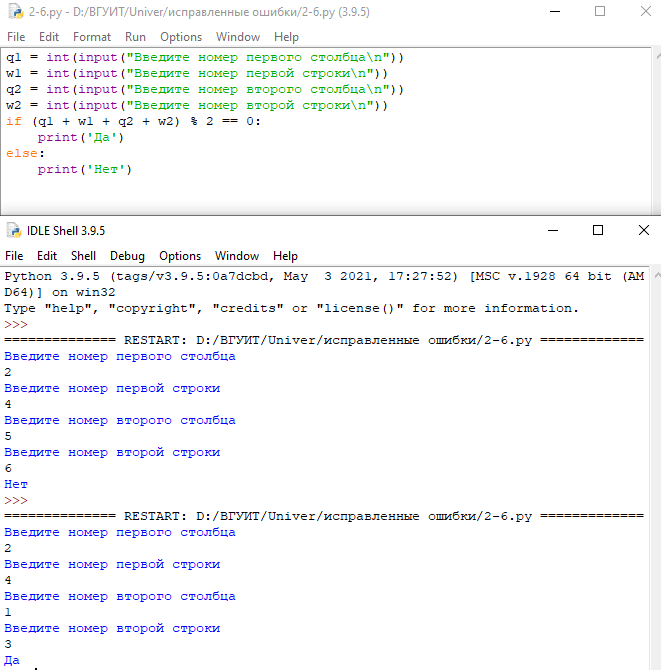 2-6.py - D:/ВГУИТ/Univer/исправленные ошибки/2-6.py (3.9.5)
File Edit Format Run Options Window Help
q1 = int(input("Введите номер первого столбца\n"))
w1 = int(input("Введите номер первый строки\n"))
q2 = int(input("Введите номер второго столбца\n"))
w2 = int(input("Введите номер второй строки\n"))
if (q1 + w1 + q2 + w2) % 2 == 0:
    print('Да')
else:
    print('Нет')
IDLE Shell 3.9.5
File Edit Shell Debug Options Window Help
Python 3.9.5 (tags/v3.9.5:0a7dcbd, May  3 2021, 17:27:52) [MSC v.1928 64 bit (AM
D64)] on win32
Type "help", "copyright", "credits" or "license()" for more information.
>>>
============== RESTART: D:/ВГУИТ/Univer/исправленные ошибки/2-6.py =============
Введите номер первого столбца
2
Введите номер первой строки
4
Введите номер второго столбца
5
Введите номер второй строки
6
Нет
>>>
============== RESTART: D:/ВГУИТ/Univer/исправленные ошибки/2-6.py =============
Введите номер первого столбца
2
Введите номер первой строки
4
Введите номер второго столбца
1
Введите номер второй строки
3
Да